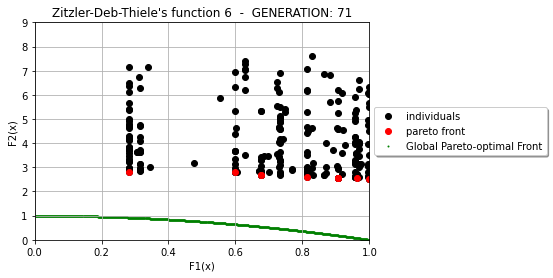 Zitzler-Deb-Thiele's function 6 - GENERATION: 71
9
8
7
6
5
4
3
2
1
0
F2(x)
0.0 0.2 0.4 0.6 0.8 1.0
F1(x)
individuals
pareto front
Global Pareto-optimal Front